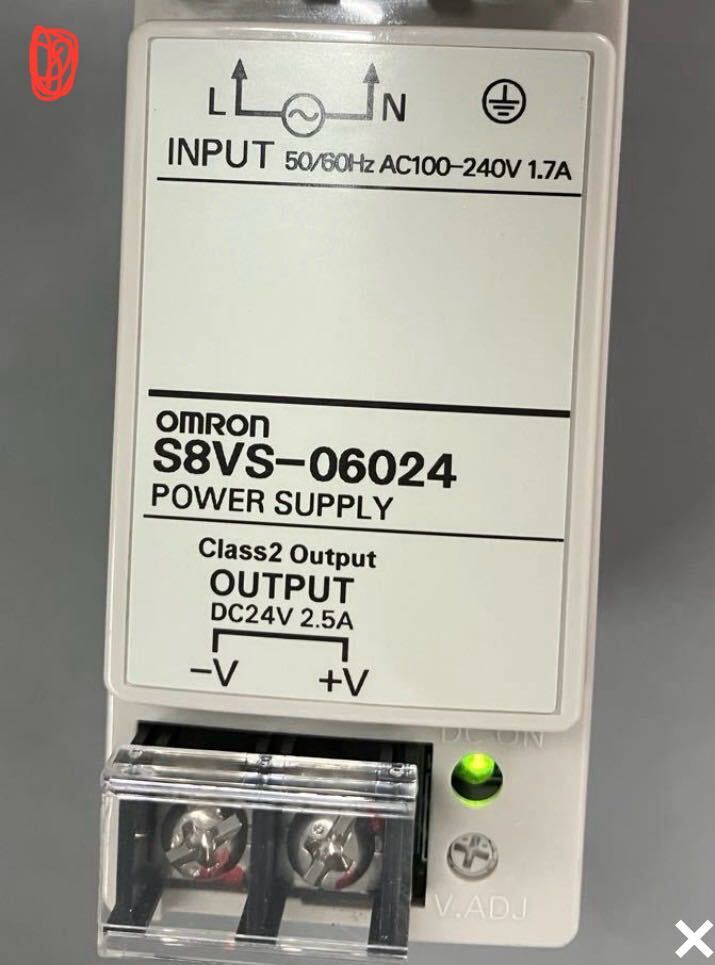 L N
INPUT 50/60Hz AC100-240V 1.7A
OMRON
S8VS-06024
POWER SUPPLY
Class2 Output
OUTPUT
DC24V 2.5A
-V +V
DC ON
V.ADJ